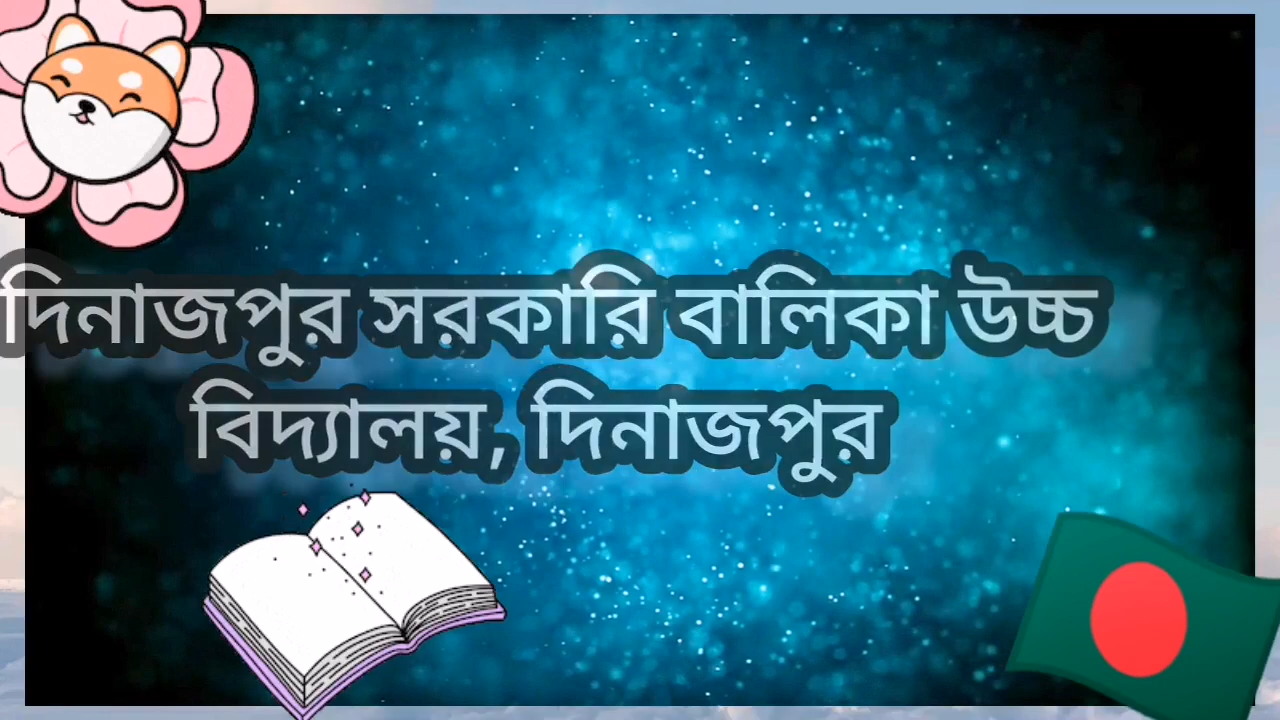 দিনাজপুর সরকারি বালিকা উচ্চ
বিদ্যালয়, দিনাজপুর